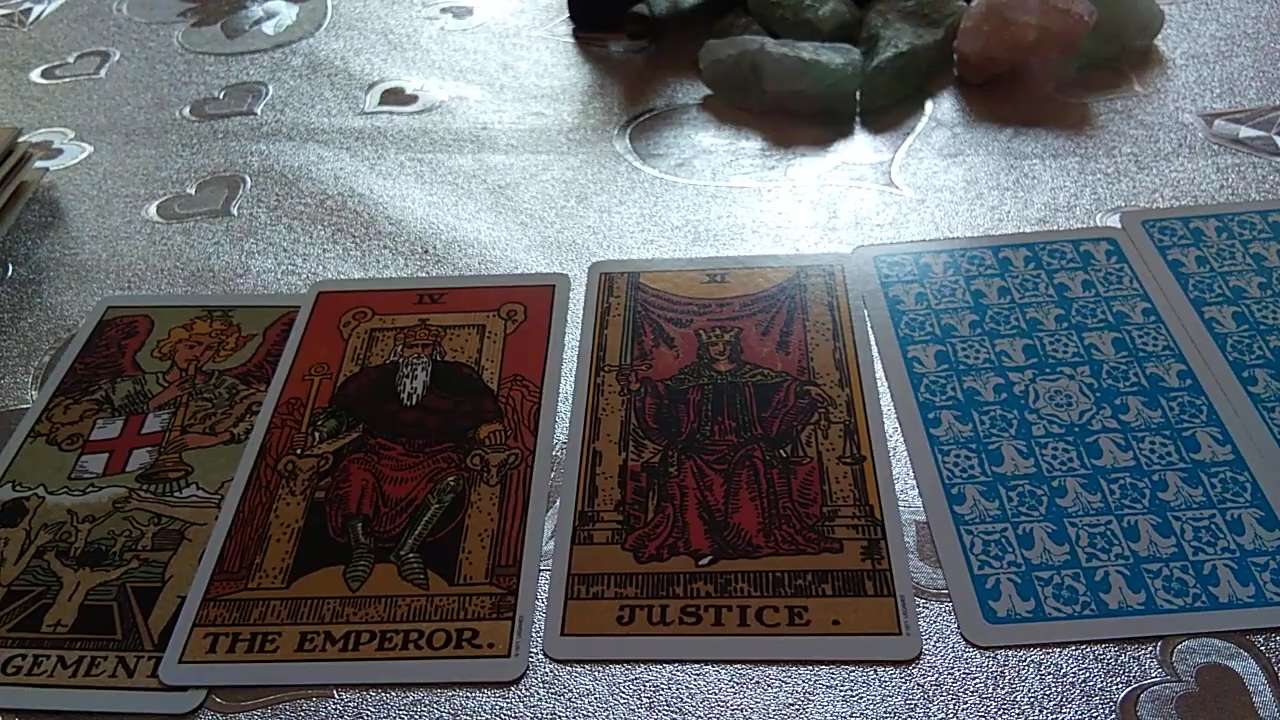 IV
XI
GEMENT
THE EMPEROR.
JUSTICE .